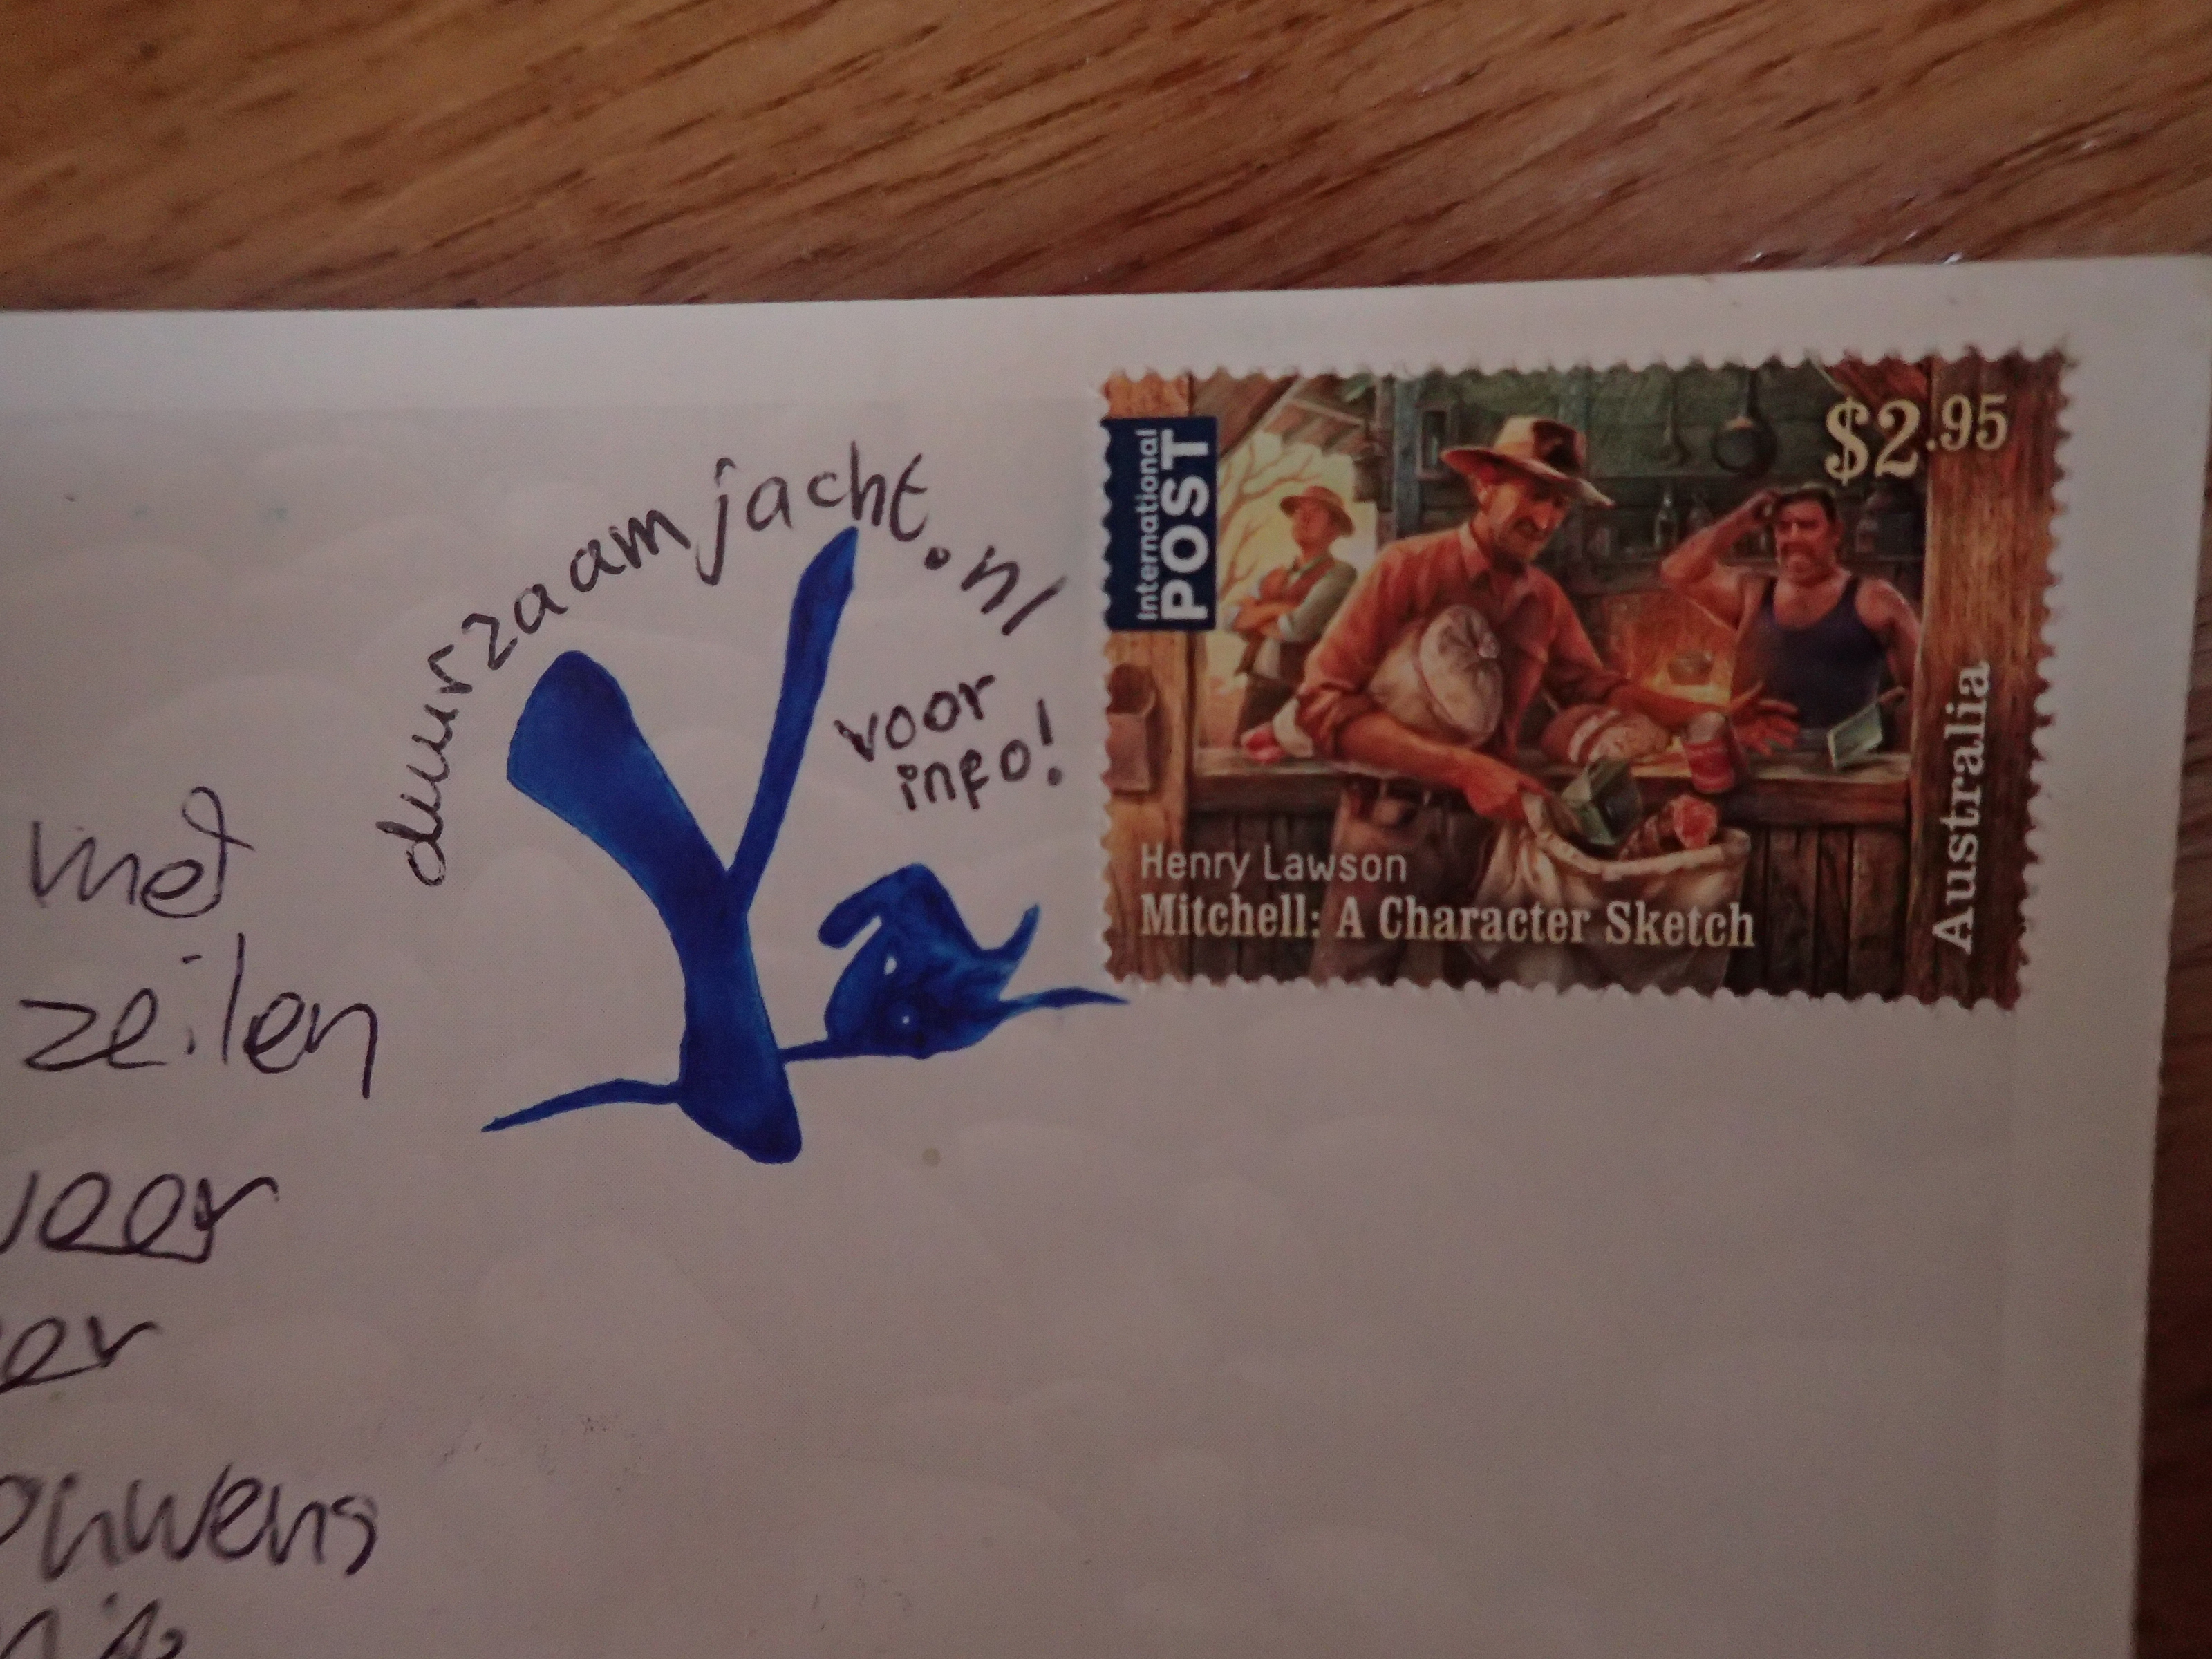 duurzaamjacht.nl
voor
info!
International
POST
$2.95
Henry Lawson
Mitchell: A Character Sketch
Australia
met
zeilen